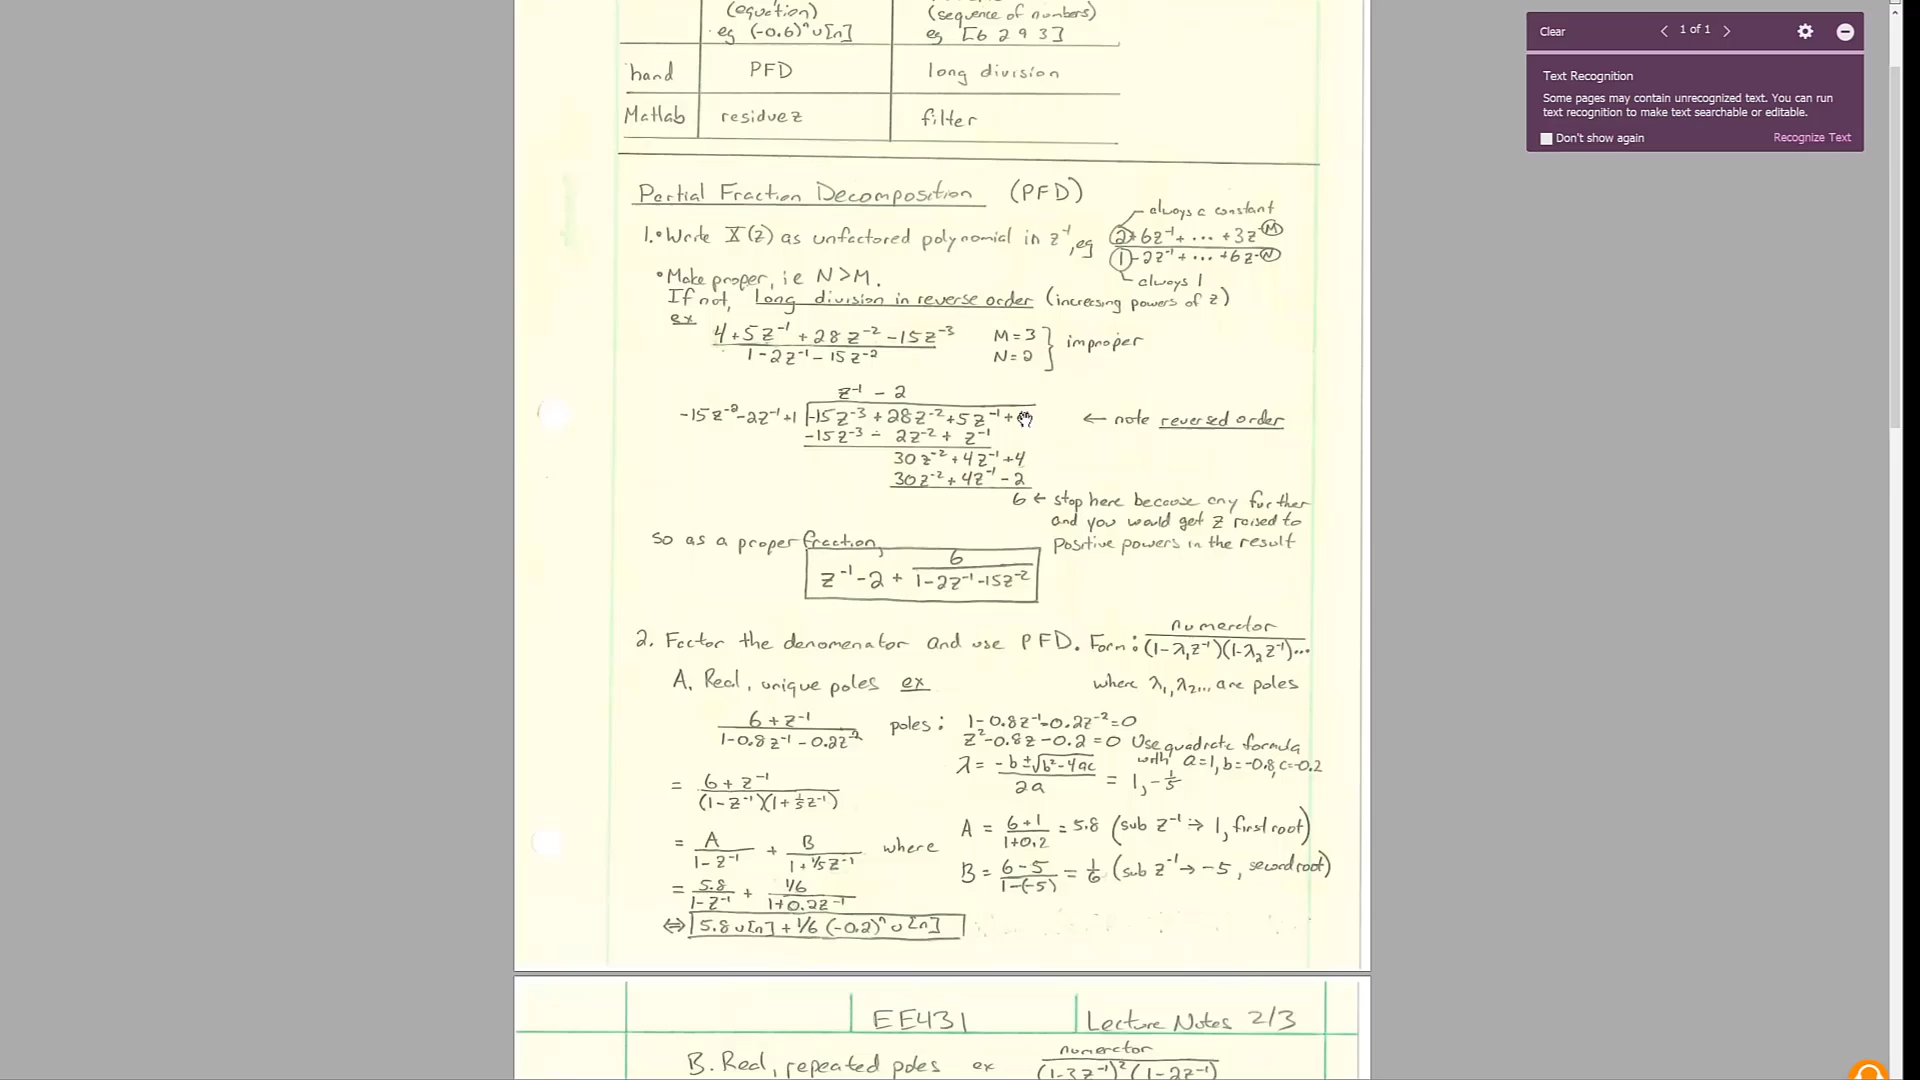 (equation) (sequence of numbers)
eg (-0.6)ⁿ u[n] eg [6 2 9 3]
hand PFD long division
Matlab residuez filter
Partial Fraction Decomposition (PFD)
always a constant
1. • Write X(z) as unfactored polynomial in z⁻¹, eg (2+6z⁻¹+ ... +3z⁻ᴹ)/(1-2z⁻¹+ ... +6z⁻ᴺ)
always 1
• Make proper, ie N>M.
If not, long division in reverse order (increasing powers of z)
ex
4+5z⁻¹+28z⁻²-15z⁻³ M=3
1-2z⁻¹-15z⁻² N=2 } improper
z⁻¹ - 2
-15z⁻²-2z⁻¹+1 | -15z⁻³+28z⁻²+5z⁻¹+ ← note reversed order
-15z⁻³ - 2z⁻² + z⁻¹
30z⁻²+4z⁻¹+4
30z⁻²+4z⁻¹-2
6 ← stop here because any further
and you would get z raised to
positive powers in the result
So as a proper fraction,
z⁻¹-2 + 6/(1-2z⁻¹-15z⁻²)
2. Factor the denomenator and use PFD. Form: numerator/((1-λ₁z⁻¹)(1-λ₂z⁻¹)...)
A. Real, unique poles ex where λ₁, λ₂... are poles
(6+z⁻¹)/(1-0.8z⁻¹-0.2z⁻²) poles: 1-0.8z⁻¹-0.2z⁻²=0
z²-0.8z-0.2=0 Use quadratic formula
with a=1, b=-0.8, c=-0.2
λ = (-b±√(b²-4ac))/2a = 1, -1/5
= (6+z⁻¹)/((1-z⁻¹)(1+1/5z⁻¹))
A = (6+1)/(1+0.2) = 5.8 (sub z⁻¹ → 1, first root)
= A/(1-z⁻¹) + B/(1+1/5z⁻¹) where
B = (6-5)/(1-(-5)) = 1/6 (sub z⁻¹ → -5, second root)
= 5.8/(1-z⁻¹) + 1/6/(1+0.2z⁻¹)
⇔ 5.8u[n] + 1/6(-0.2)ⁿu[n]
EE431 Lecture Notes 2/3
B. Real, repeated poles ex numerator/((1-3z⁻¹)²(1-2z⁻¹))
Clear 1 of 1
Text Recognition
Some pages may contain unrecognized text. You can run
text recognition to make text searchable or editable.
Don't show again Recognize Text